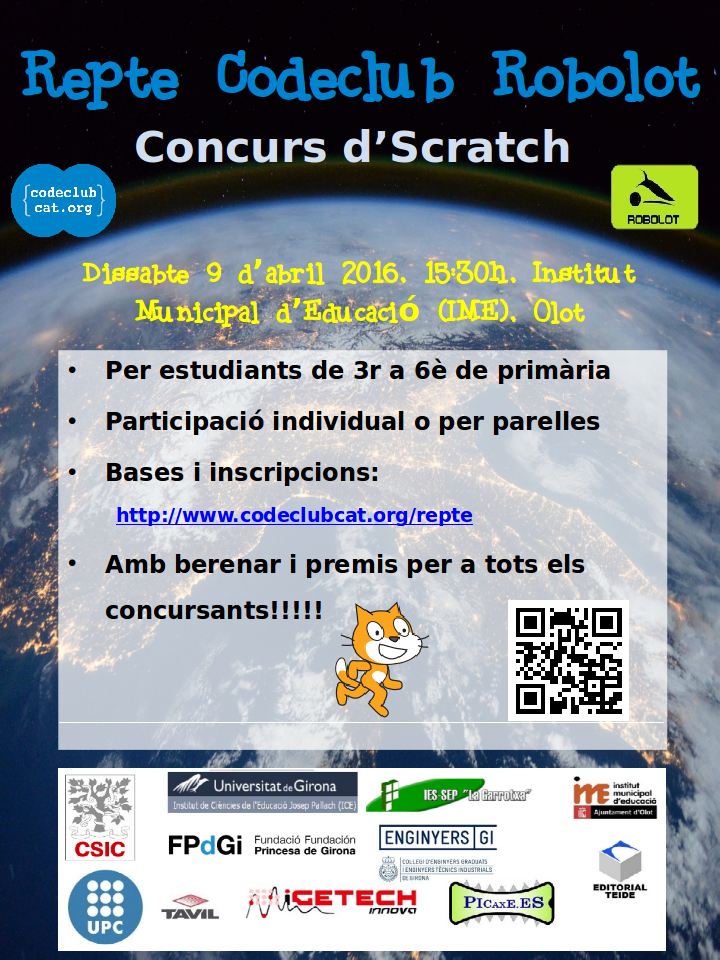 Repte Codeclub Robolot
Concurs d'Scratch
{codeclub
cat.org}
ROBOLOT
Dissabte 9 d'abril 2016, 15:30h, Institut
Municipal d'Educació (IME), Olot
• Per estudiants de 3r a 6è de primària
• Participació individual o per parelles
• Bases i inscripcions:
http://www.codeclubcat.org/repte
• Amb berenar i premis per a tots els
concursants!!!!!
CSIC
Universitat de Girona
Institut de Ciències de l'Educació Josep Pallach (ICE)
IES-SEP "La Garrotxa"
ime institut
municipal
d'educació
Ajuntament d'Olot
FPdGi Fundació Fundación
Princesa de Girona
ENGINYERS|GI
COL·LEGI D'ENGINYERS GRADUATS
I ENGINYERS TÈCNICS INDUSTRIALS
DE GIRONA
EDITORIAL
TEIDE
UPC
TAVIL
MIGETECH
innova
PICAXE.ES